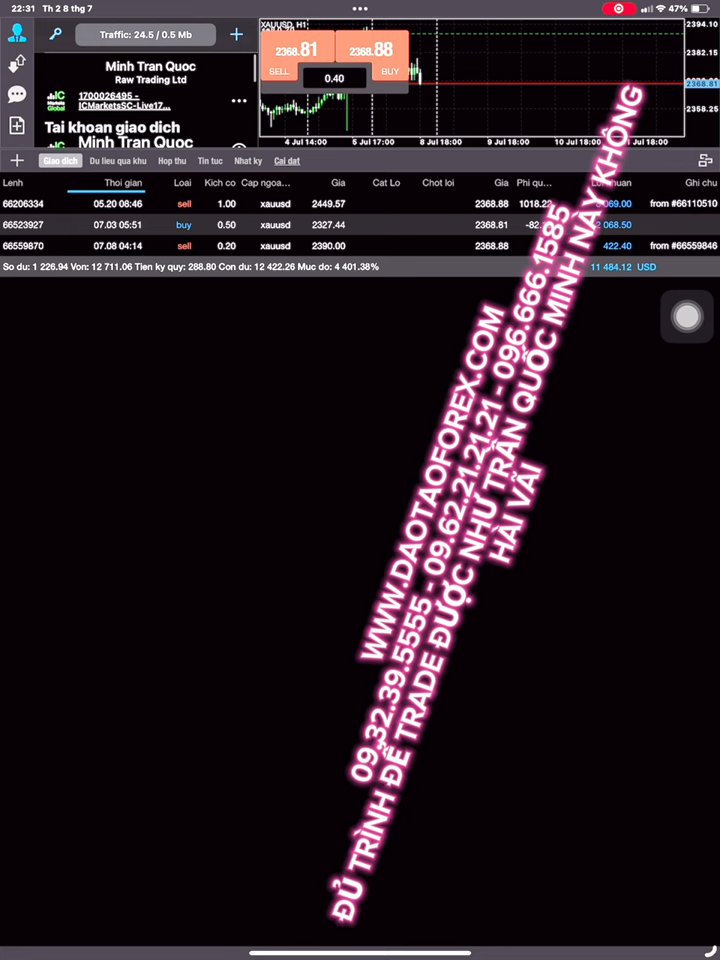 22:31 Th 2 8 thg 7
47%
Traffic: 24.5 / 0.5 Mb
Minh Tran Quoc
Raw Trading Ltd
IC Markets Global
1700026495 -
ICMarketsSC-Live17...
Tai khoan giao dich
Minh Tran Quoc
XAUUSD, H1
2368.81 2368.88
SELL 0.40 BUY
2394.10
2382.15
2368.81
2358.25
4 Jul 14:00 5 Jul 17:00 8 Jul 18:00 9 Jul 18:00 10 Jul 18:00 Jul 18:00
Giao dich Du lieu qua khu Hop thu Tin tuc Nhat ky Cai dat
Lenh Thoi gian Loai Kich co Cap ngoa... Gia Cat Lo Chot loi Gia Phi qu... Ghi chu
66206334 05.20 08:46 sell 1.00 xauusd 2449.57 2368.88 from #66110510
66523927 07.03 05:51 buy 0.50 xauusd 2327.44 2368.81 2 068.50
66559870 07.08 04:14 sell 0.20 xauusd 2390.00 2368.88 422.40 from #66559846
So du: 1 226.94 Von: 12 711.06 Tien ky quy: 288.80 Con du: 12 422.26 Muc do: 4 401.38% 11 484.12 USD
WWW.DAOTAOFOREX.COM
09.32.39.5555 - 09.62.21.21.21 - 096.666.1585
ĐỦ TRÌNH ĐỂ TRADE ĐƯỢC NHƯ TRẦN QUỐC MINH NÀY KHÔNG
HÀI VÃI